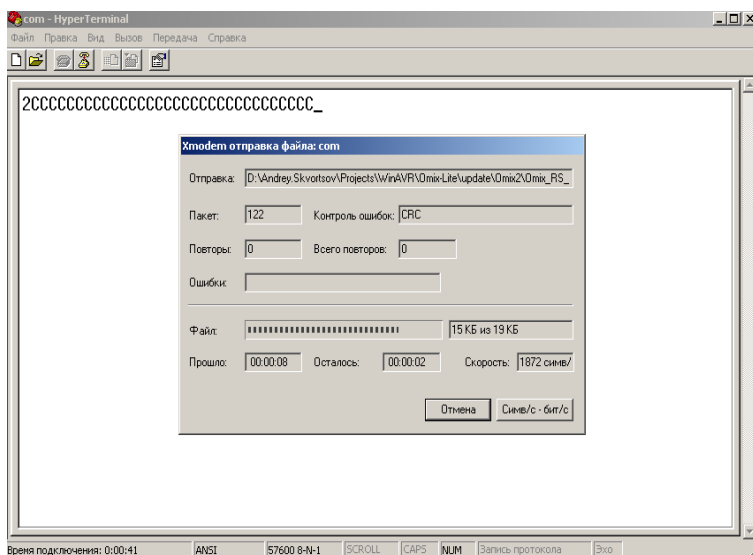 com - HyperTerminal
Файл Правка Вид Вызов Передача Справка
2CCCCCCCCCCCCCCCCCCCCCCCCCCCCCCCCC_
Xmodem отправка файла: com
Отправка: D:\Andrey.Skvortsov\Projects\WinAVR\Omix-Lite\update\Omix2\Omix_RS_
Пакет: 122 Контроль ошибок: CRC
Повторы: 0 Всего повторов: 0
Ошибки:
Файл: 15 КБ из 19 КБ
Прошло: 00:00:08 Осталось: 00:00:02 Скорость: 1872 симв/
Отмена Симв/с - бит/с
Время подключения: 0:00:41 ANSI 57600 8-N-1 SCROLL CAPS NUM Запись протокола Эхо